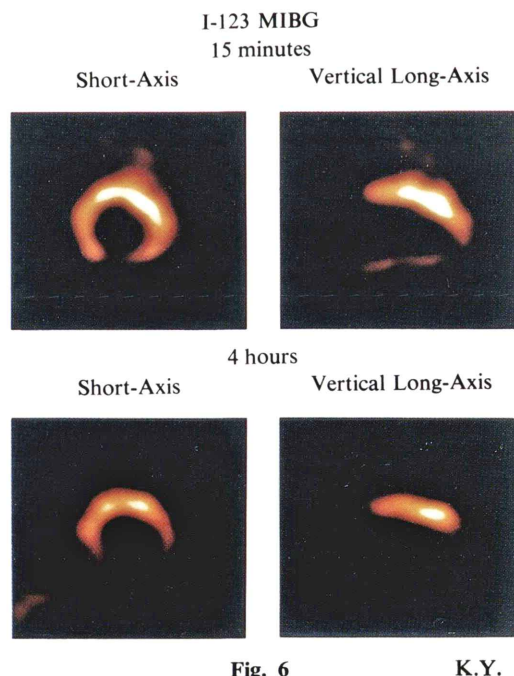 I-123 MIBG
15 minutes
Short-Axis Vertical Long-Axis
4 hours
Short-Axis Vertical Long-Axis
Fig. 6 K.Y.